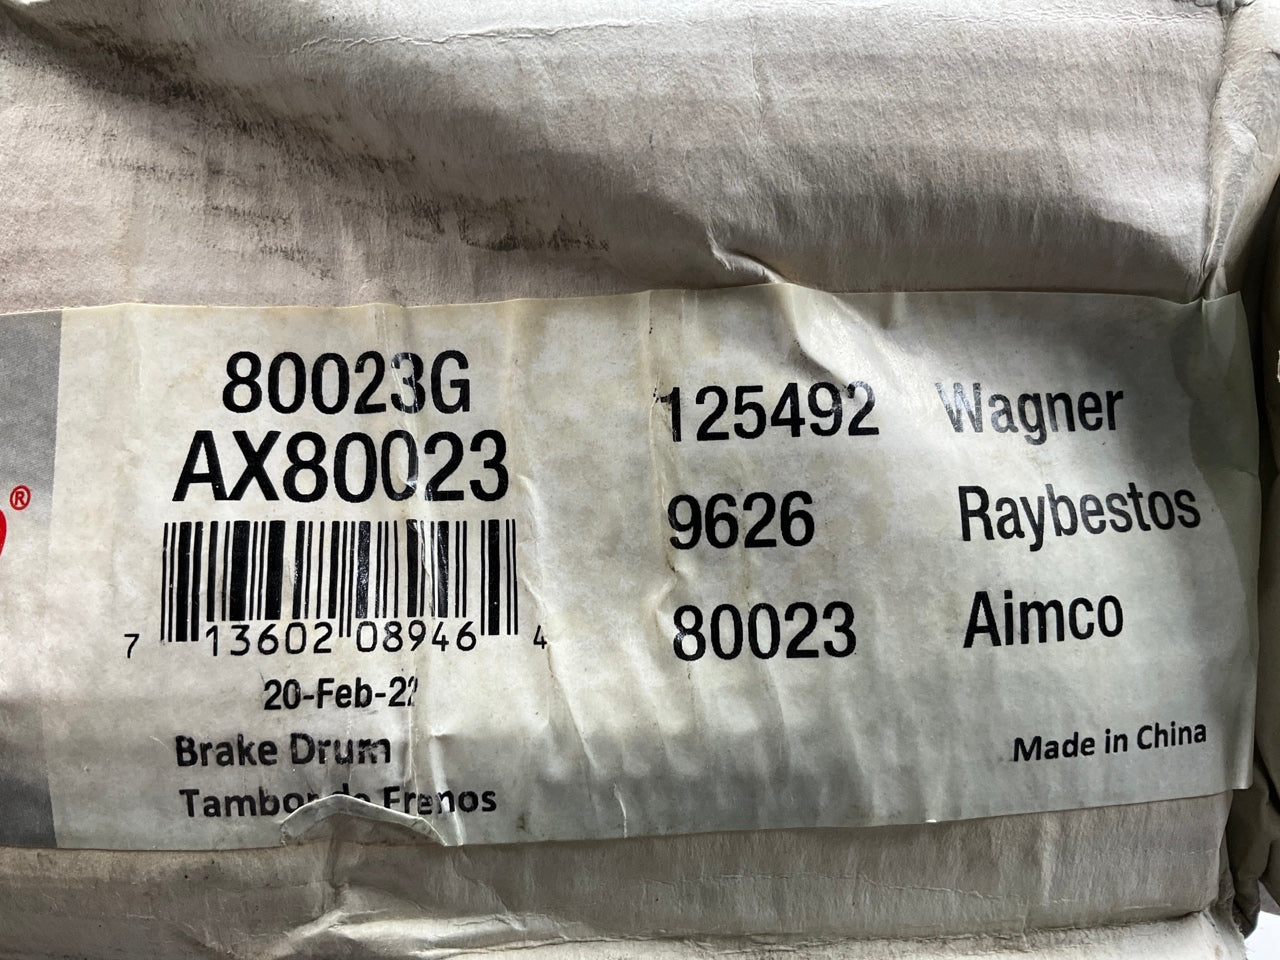 ®
80023G
AX80023
7 13602 08946 4
20-Feb-22
Brake Drum
Tambor de Frenos
125492 Wagner
9626 Raybestos
80023 Aimco
Made in China